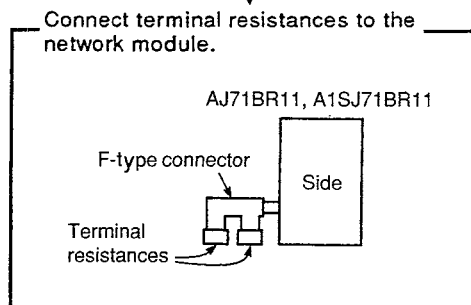 Connect terminal resistances to the
network module.
AJ71BR11, A1SJ71BR11
F-type connector
Side
Terminal
resistances